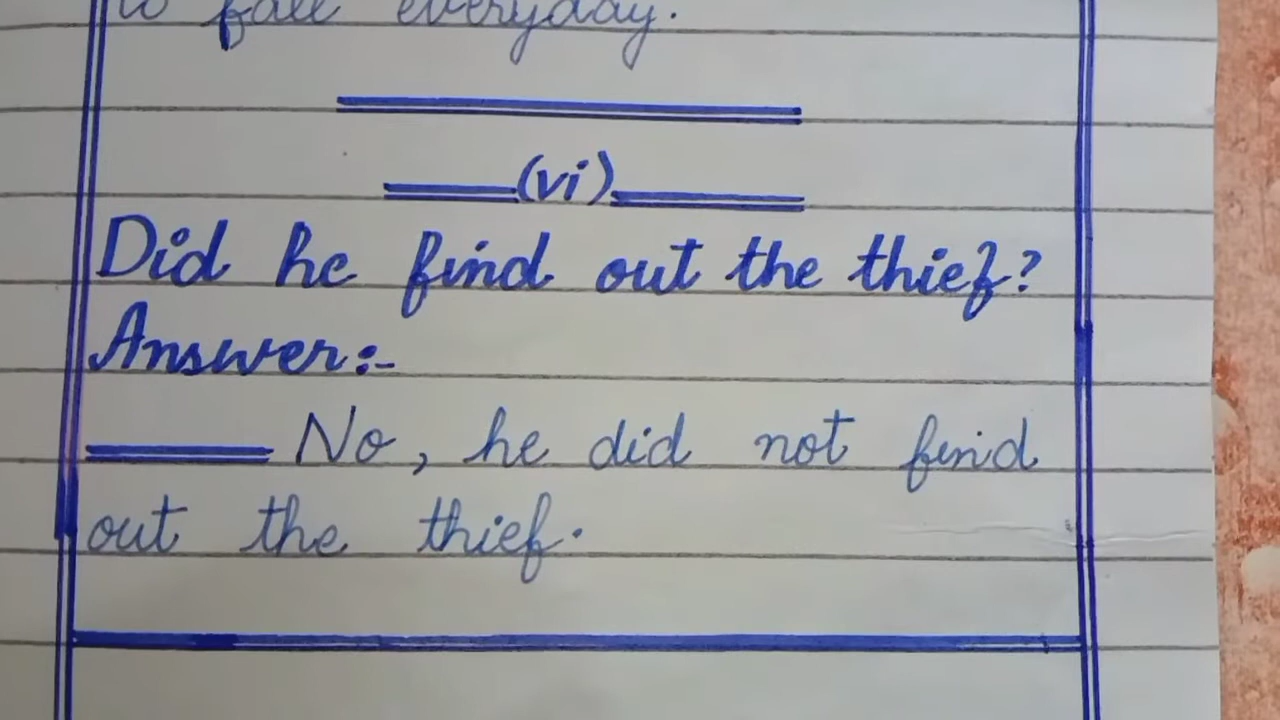 to fall everyday.
(vi)
Did he find out the thief?
Answer:-
No, he did not find
out the thief.